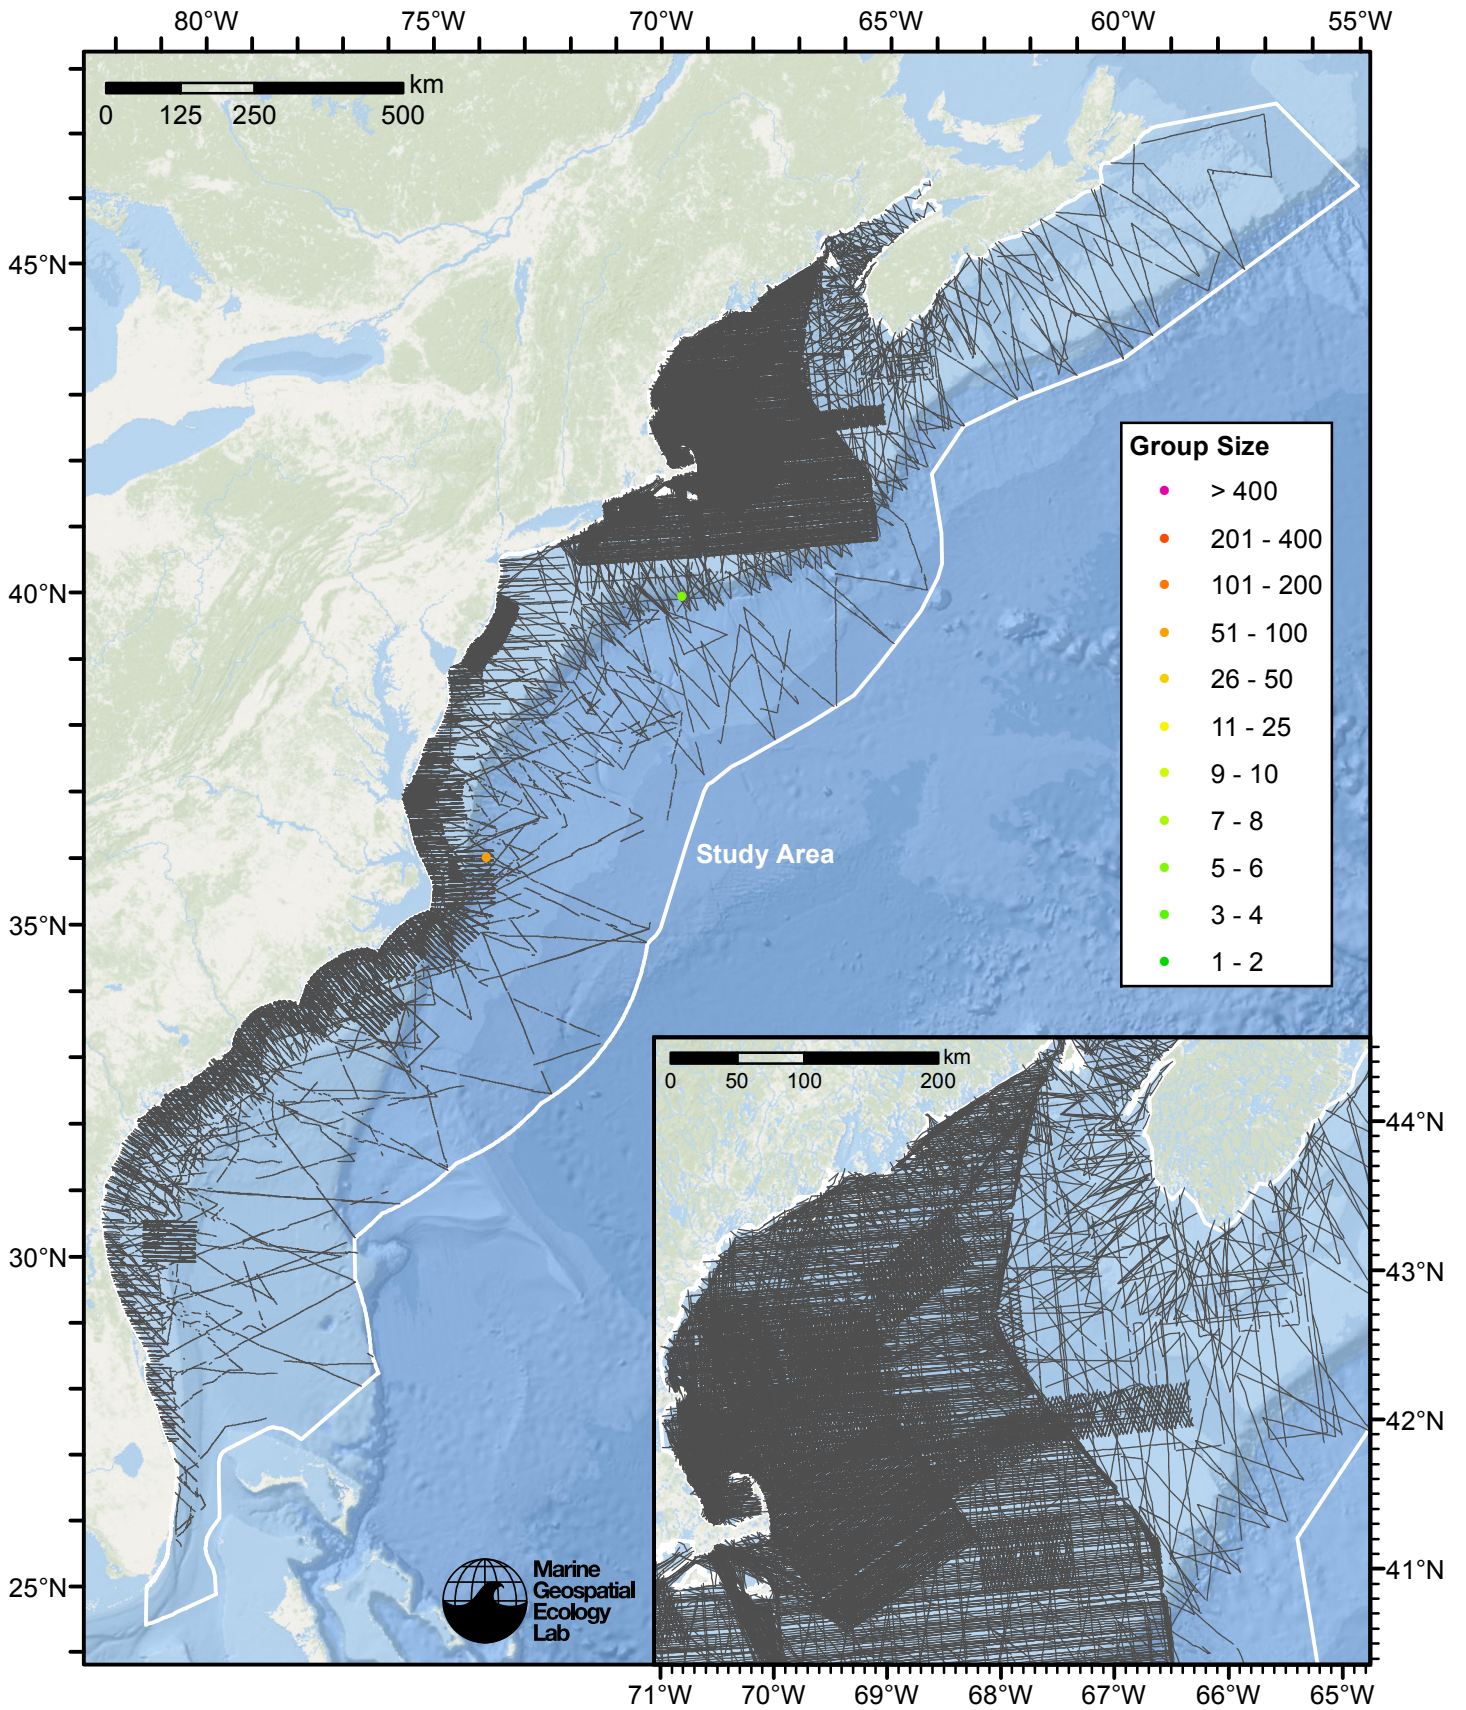 80°W 75°W 70°W 65°W 60°W 55°W
km
0 125 250 500
45°N
40°N
35°N
30°N
25°N
Group Size
> 400
201 - 400
101 - 200
51 - 100
26 - 50
11 - 25
9 - 10
7 - 8
5 - 6
3 - 4
1 - 2
Study Area
km
0 50 100 200
44°N
43°N
42°N
41°N
Marine
Geospatial
Ecology
Lab
71°W 70°W 69°W 68°W 67°W 66°W 65°W